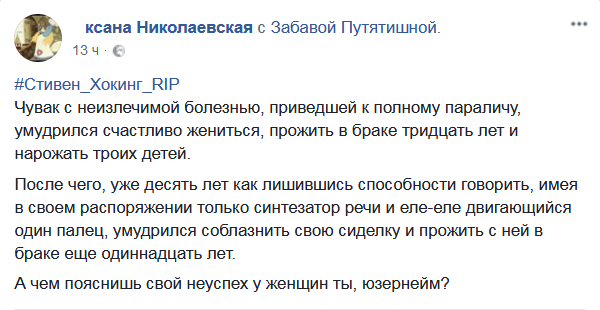 ксана Николаевская с Забавой Путятишной.
13 ч ·
#Стивен_Хокинг_RIP
Чувак с неизлечимой болезнью, приведшей к полному параличу,
умудрился счастливо жениться, прожить в браке тридцать лет и
нарожать троих детей.
После чего, уже десять лет как лишившись способности говорить, имея
в своем распоряжении только синтезатор речи и еле-еле двигающийся
один палец, умудрился соблазнить свою сиделку и прожить с ней в
браке еще одиннадцать лет.
А чем пояснишь свой неуспех у женщин ты, юзернейм?